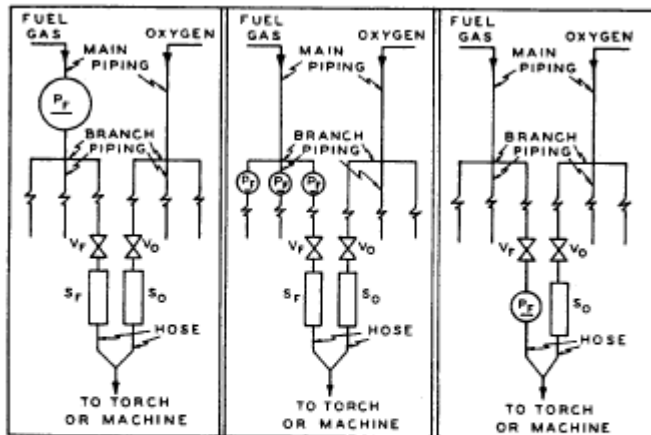 FUEL
GAS
OXYGEN
MAIN
PIPING
PF
BRANCH
PIPING
VF
VO
SF
SO
HOSE
TO TORCH
OR MACHINE
FUEL
GAS
OXYGEN
MAIN
PIPING
BRANCH
PIPING
PF
PF
PF
VF
VO
SF
SO
HOSE
TO TORCH
OR MACHINE
FUEL
GAS
OXYGEN
MAIN
PIPING
BRANCH
PIPING
VF
VO
PF
SO
HOSE
TO TORCH
OR MACHINE